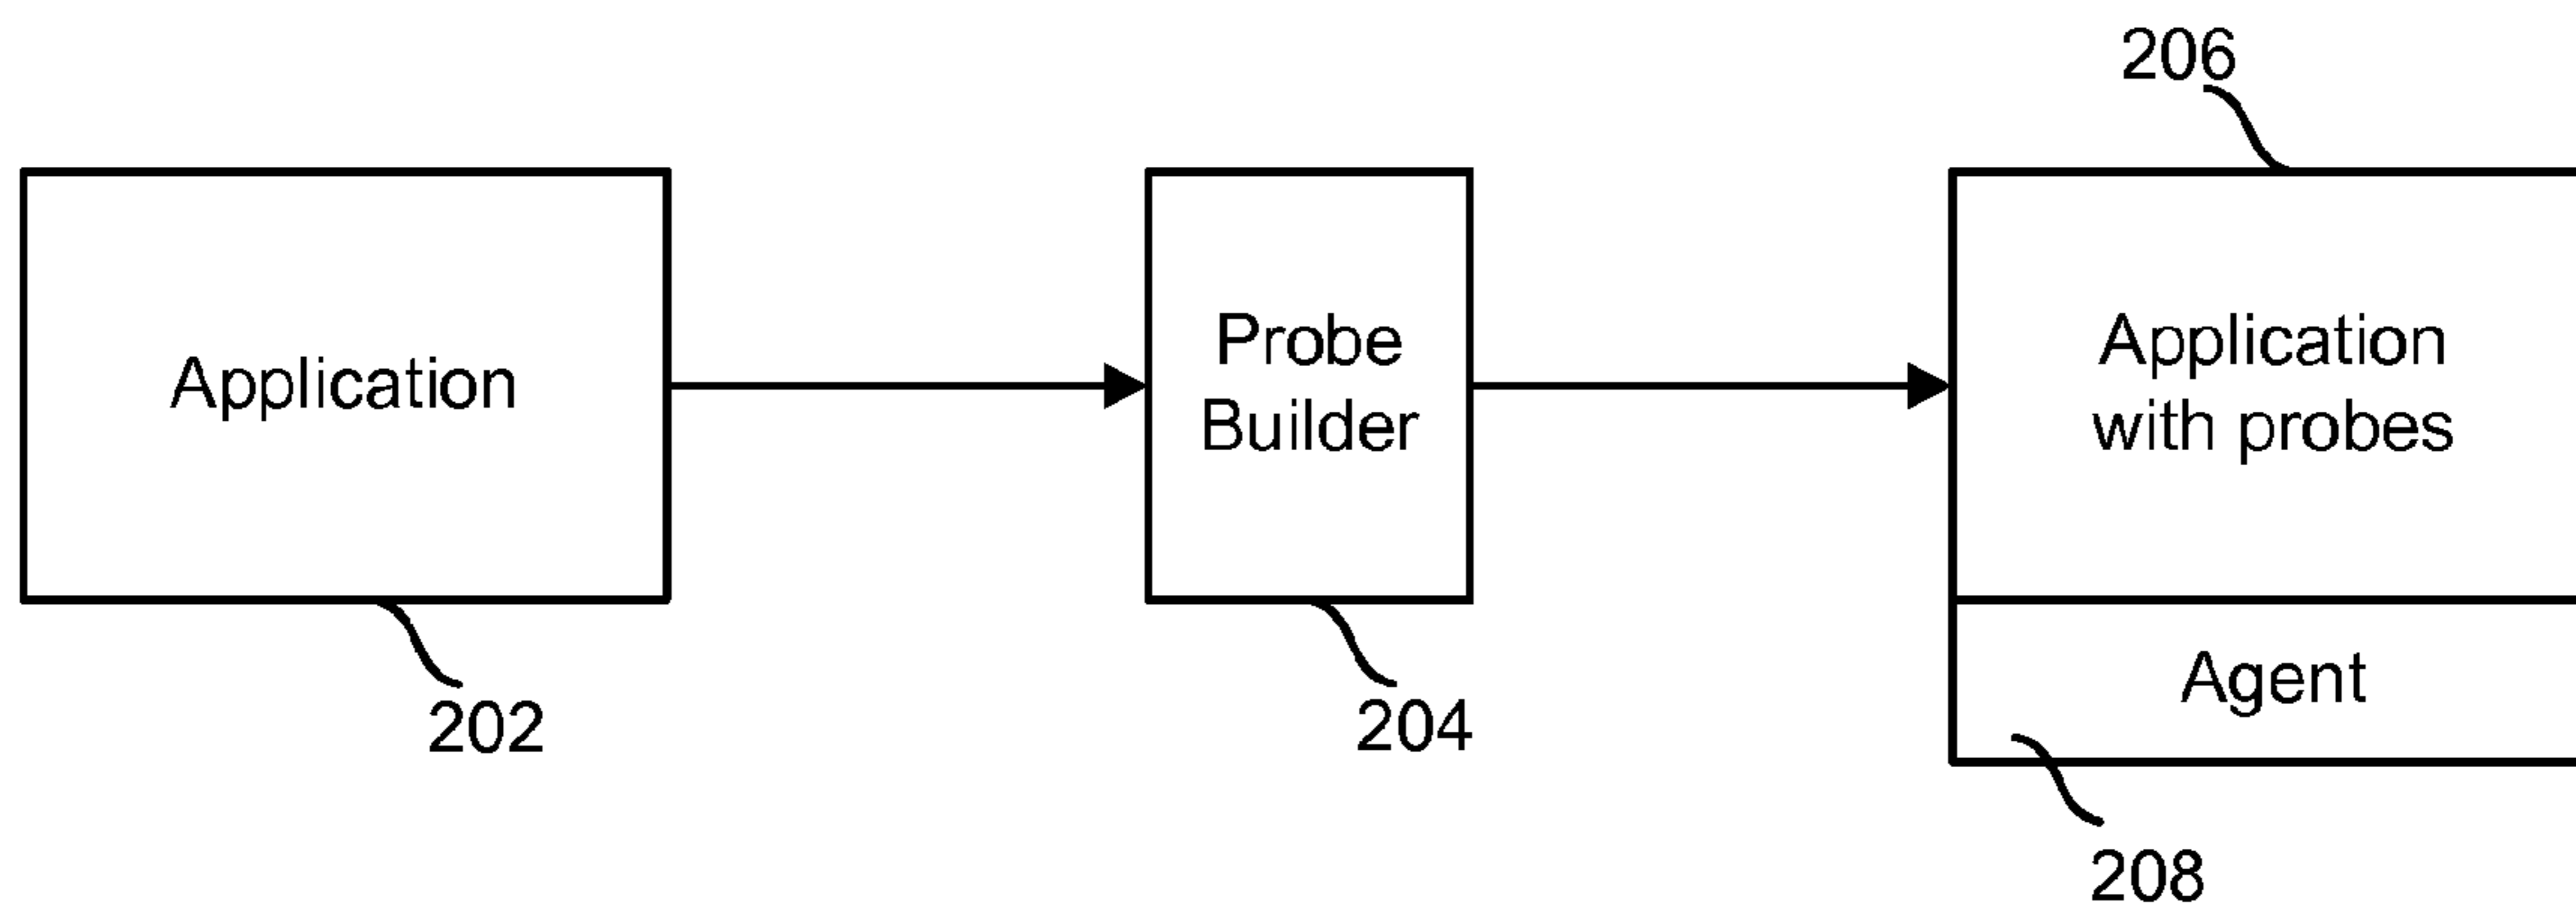 206
Application
Probe
Builder
Application
with probes
Agent
202
204
208